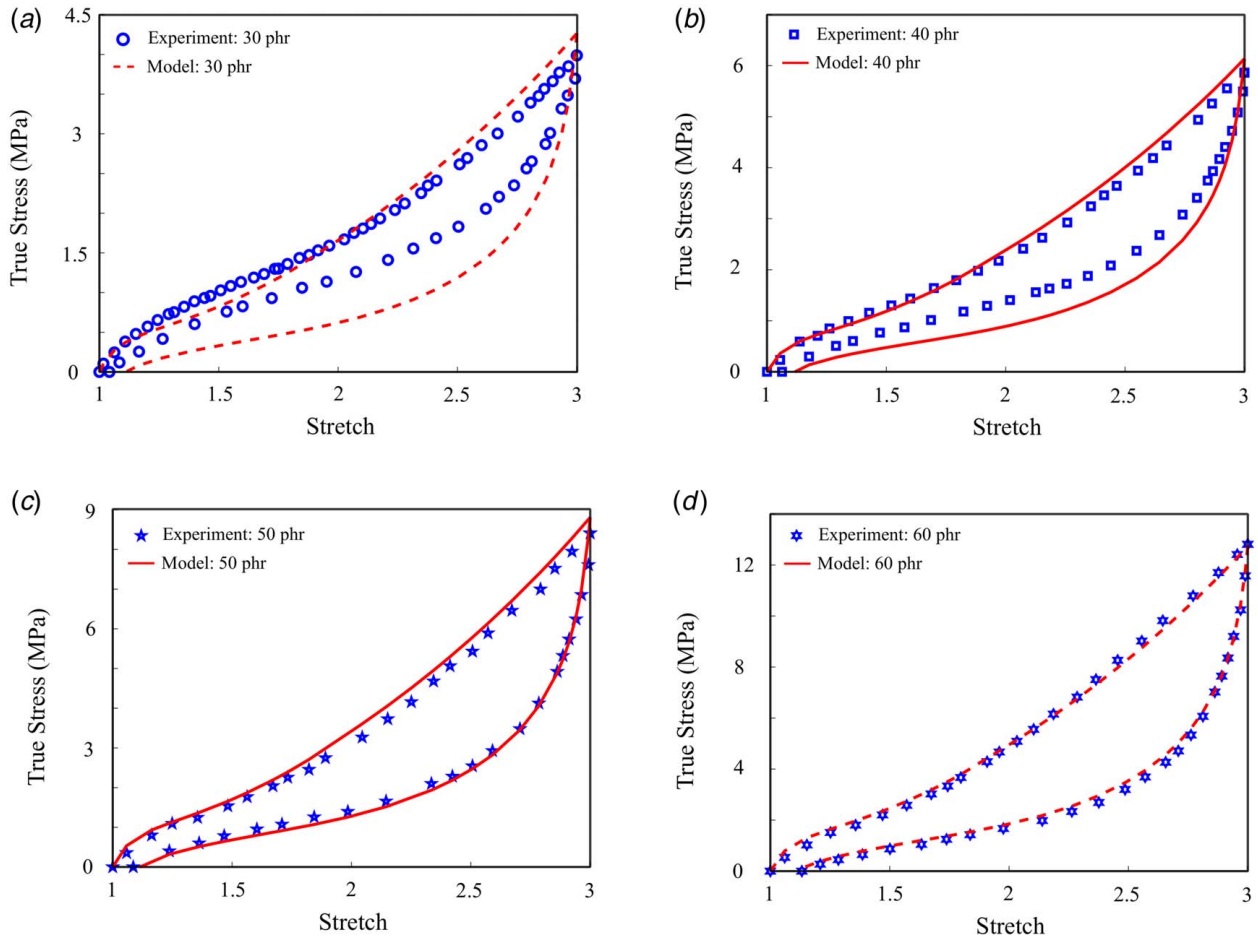 (a)
4.5
3
1.5
0
Experiment: 30 phr
Model: 30 phr
True Stress (MPa)
1
1.5
2
2.5
3
Stretch
(b)
6
4
2
0
Experiment: 40 phr
Model: 40 phr
True Stress (MPa)
1
1.5
2
2.5
3
Stretch
(c)
9
6
3
0
Experiment: 50 phr
Model: 50 phr
True Stress (MPa)
1
1.5
2
2.5
3
Stretch
(d)
12
8
4
0
Experiment: 60 phr
Model: 60 phr
True Stress (MPa)
1
1.5
2
2.5
3
Stretch